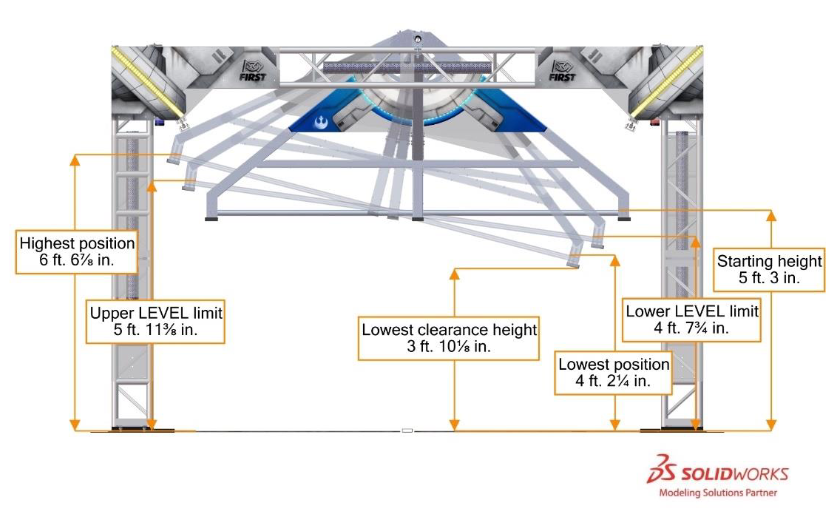 FIRST
FIRST
Highest position
6 ft. 6⅞ in.
Upper LEVEL limit
5 ft. 11⅜ in.
Lowest clearance height
3 ft. 10⅛ in.
Lowest position
4 ft. 2¼ in.
Lower LEVEL limit
4 ft. 7¾ in.
Starting height
5 ft. 3 in.
SOLIDWORKS
Modeling Solutions Partner